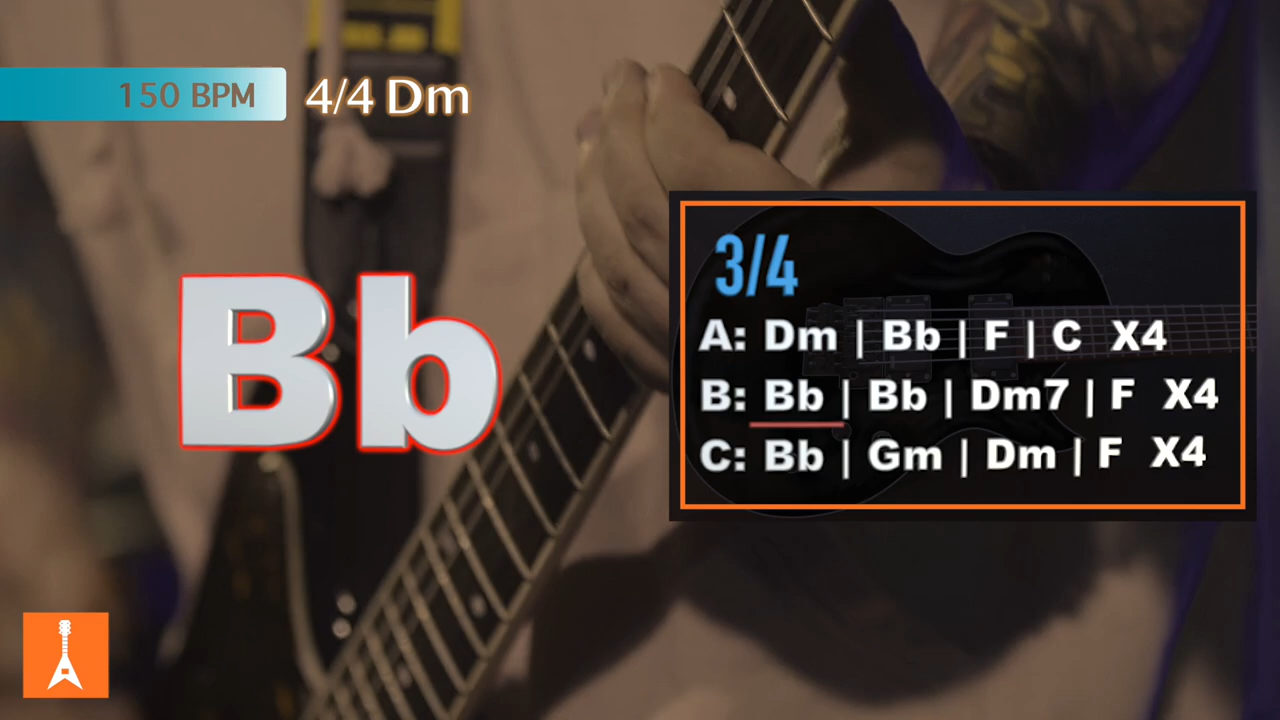 150 BPM 4/4 Dm
Bb
3/4
A: Dm | Bb | F | C X4
B: Bb | Bb | Dm7 | F X4
C: Bb | Gm | Dm | F X4